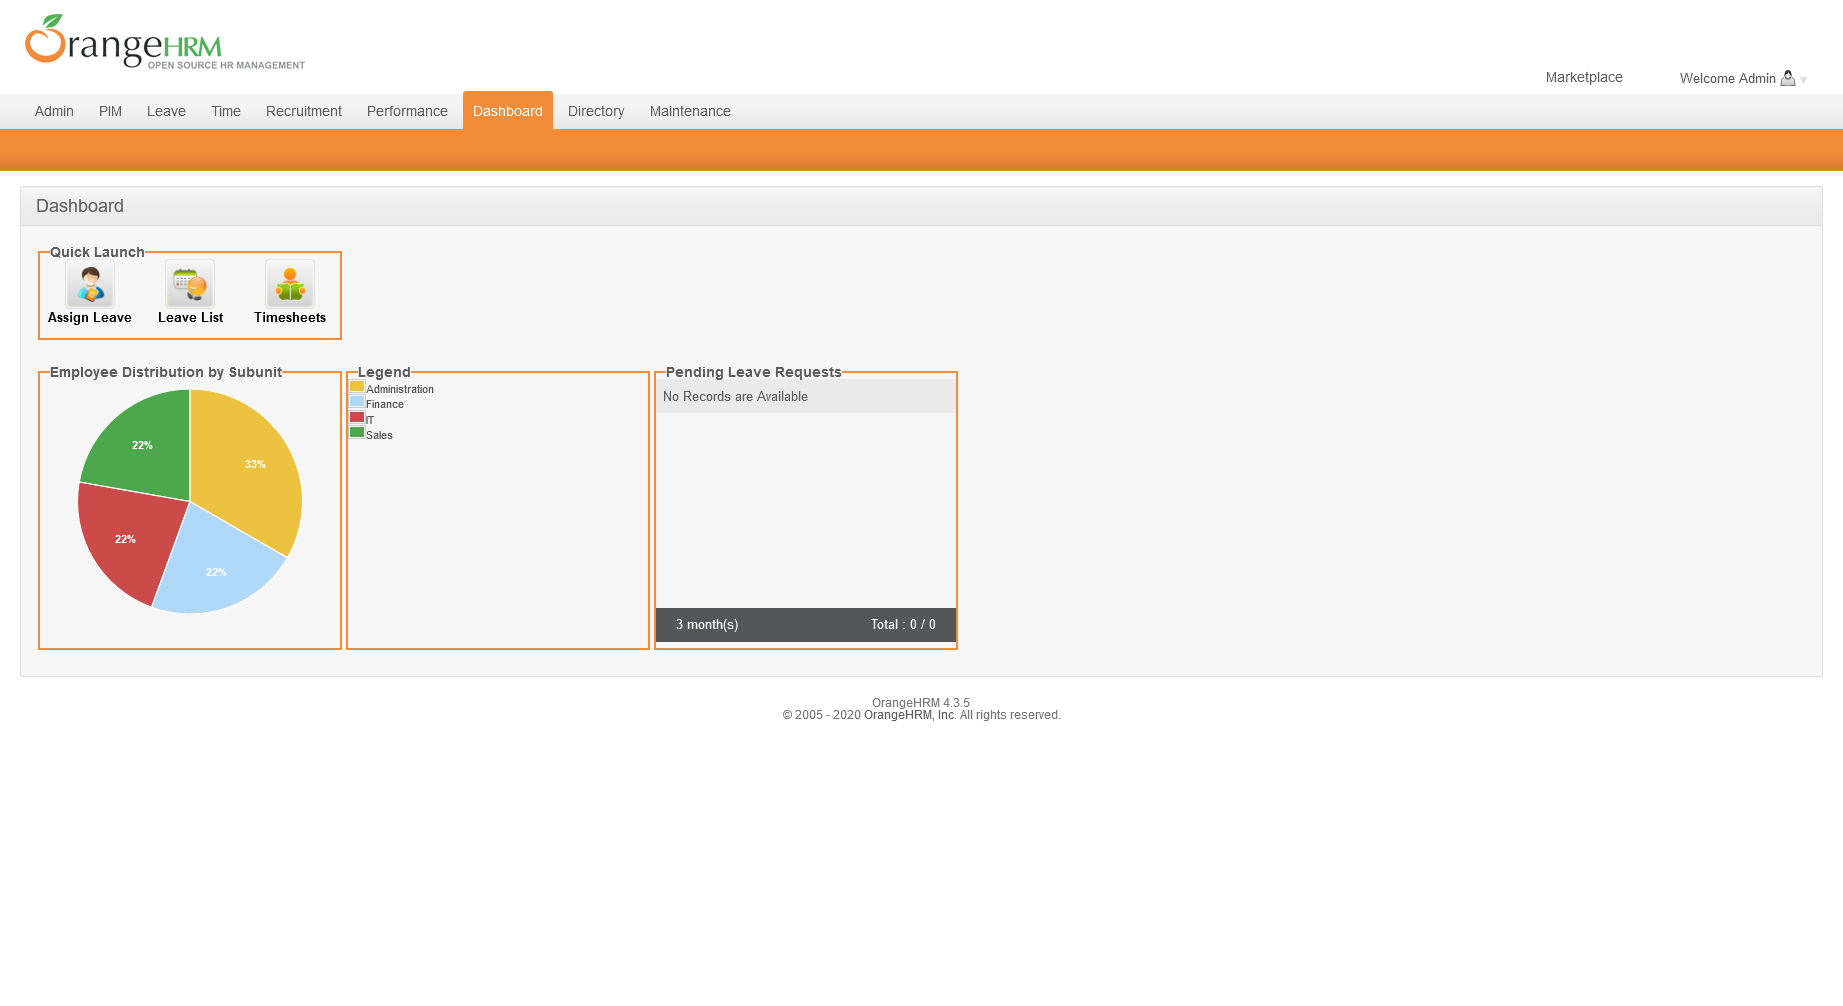 OrangeHRM
OPEN SOURCE HR MANAGEMENT
Marketplace
Welcome Admin
Admin PIM Leave Time Recruitment Performance Dashboard Directory Maintenance
Dashboard
Quick Launch
Assign Leave Leave List Timesheets
Employee Distribution by Subunit
22%
33%
22%
22%
Legend
Administration
Finance
IT
Sales
Pending Leave Requests
No Records are Available
3 month(s) Total : 0 / 0
OrangeHRM 4.3.5
© 2005 - 2020 OrangeHRM, Inc. All rights reserved.